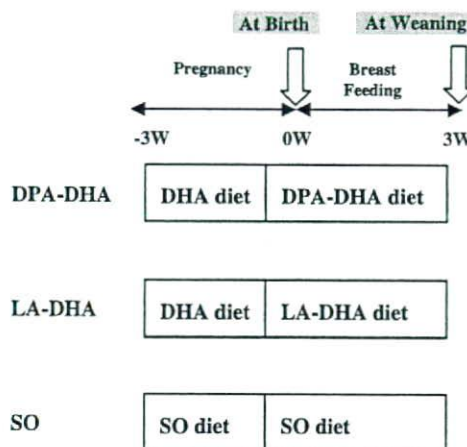 At Birth At Weaning
Pregnancy Breast
Feeding
-3W 0W 3W
DPA-DHA DHA diet DPA-DHA diet
LA-DHA DHA diet LA-DHA diet
SO SO diet SO diet